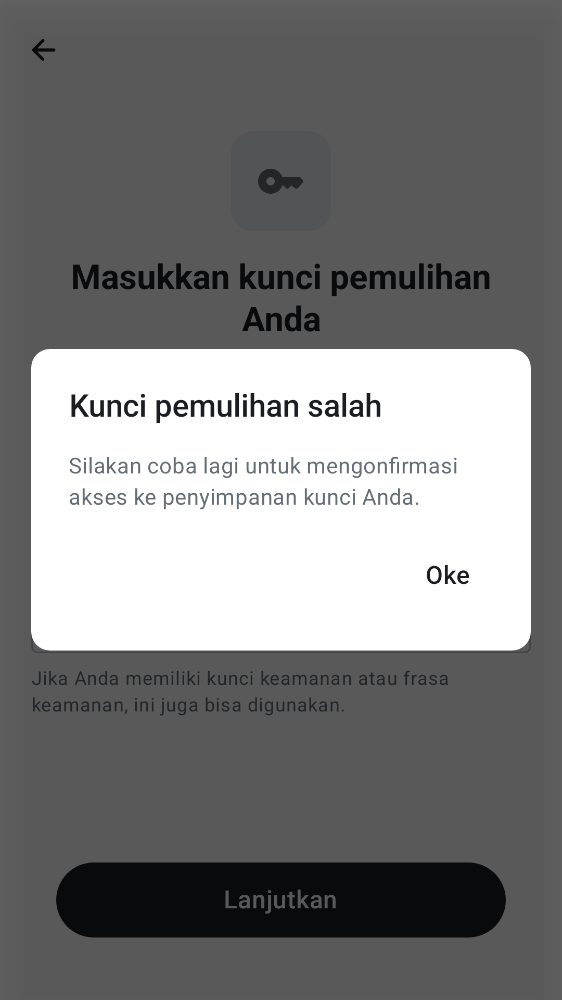 Masukkan kunci pemulihan
Anda
Kunci pemulihan salah
Silakan coba lagi untuk mengonfirmasi
akses ke penyimpanan kunci Anda.
Oke
Jika Anda memiliki kunci keamanan atau frasa
keamanan, ini juga bisa digunakan.
Lanjutkan